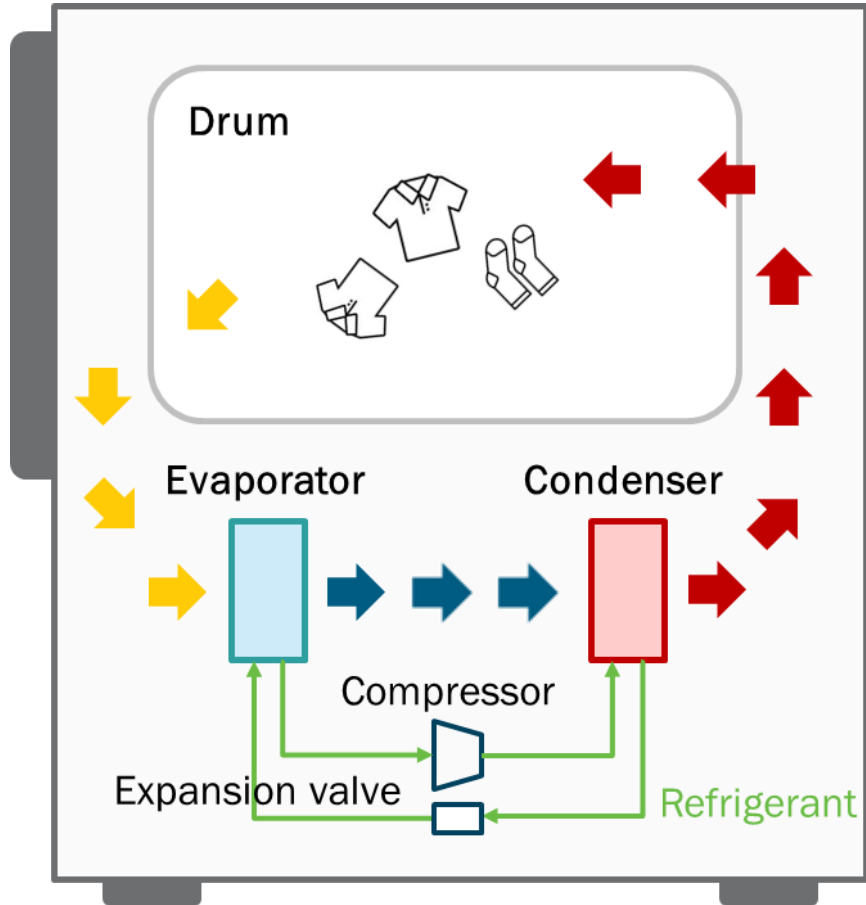 Drum
Evaporator
Condenser
Compressor
Expansion valve
Refrigerant